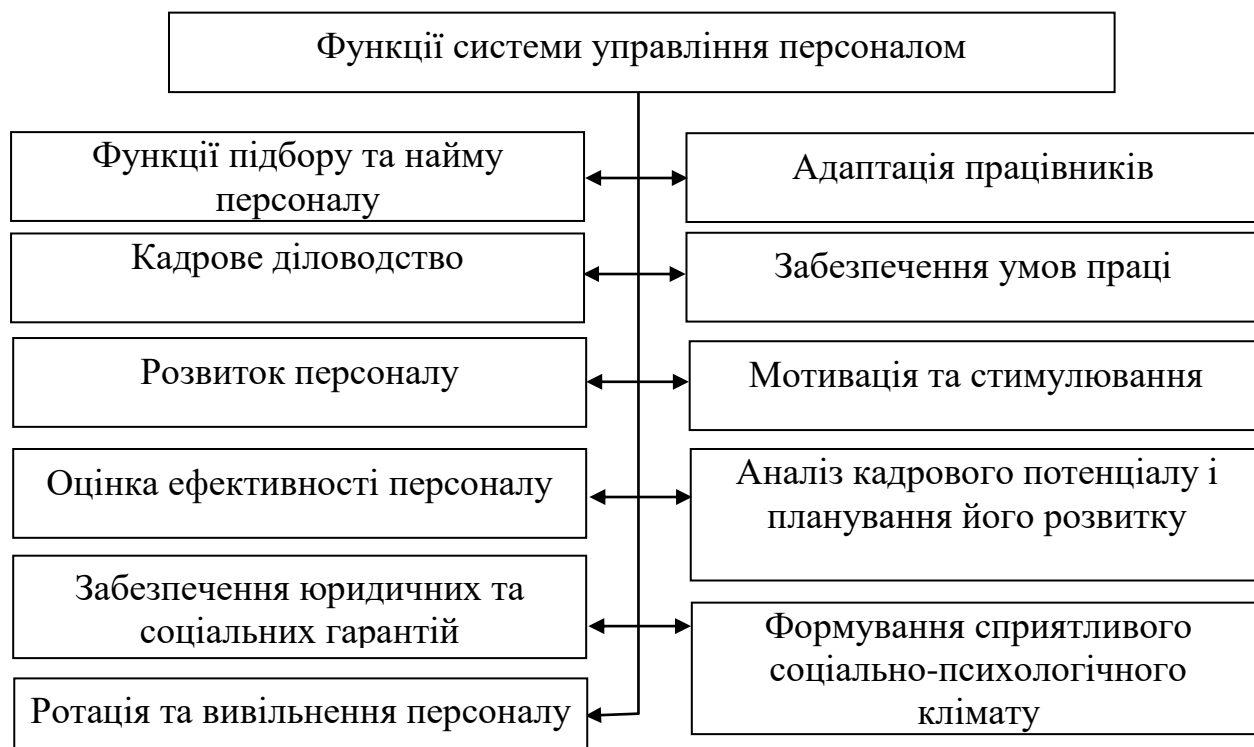 Функції системи управління персоналом
Функції підбору та найму
персоналу
Адаптація працівників
Кадрове діловодство
Забезпечення умов праці
Розвиток персоналу
Мотивація та стимулювання
Оцінка ефективності персоналу
Аналіз кадрового потенціалу і
планування його розвитку
Забезпечення юридичних та
соціальних гарантій
Формування сприятливого
соціально-психологічного
клімату
Ротація та вивільнення персоналу